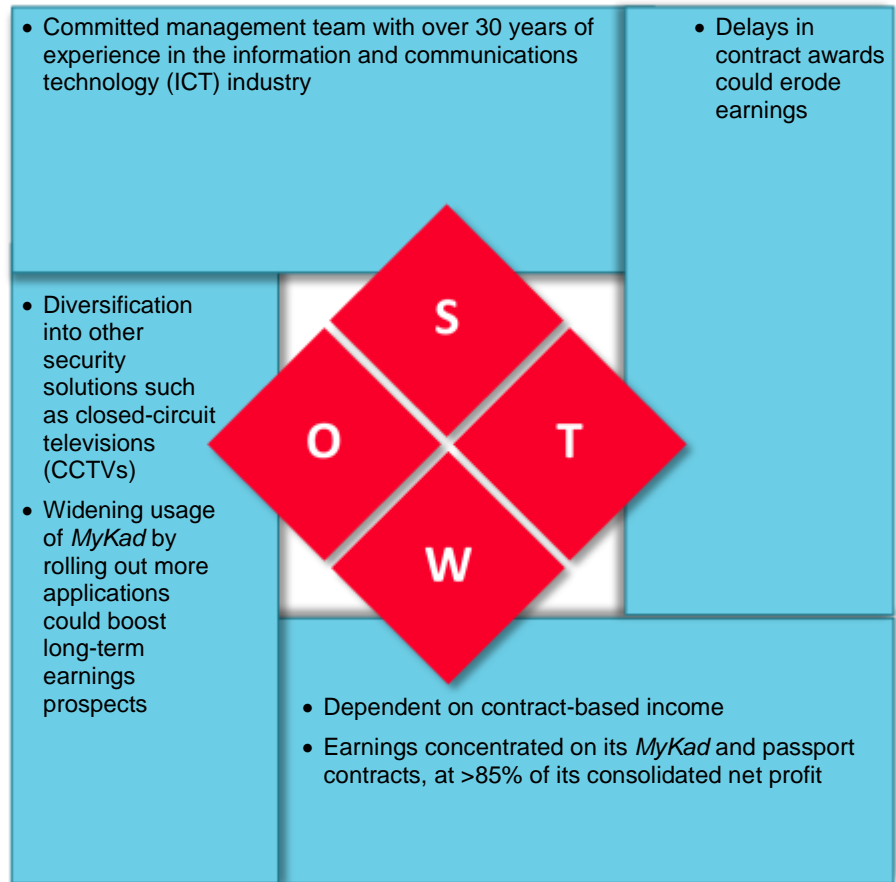 • Committed management team with over 30 years of
experience in the information and communications
technology (ICT) industry
• Delays in
contract awards
could erode
earnings
S
O
T
W
• Diversification
into other
security
solutions such
as closed-circuit
televisions
(CCTVs)
• Widening usage
of MyKad by
rolling out more
applications
could boost
long-term
earnings
prospects
• Dependent on contract-based income
• Earnings concentrated on its MyKad and passport
contracts, at >85% of its consolidated net profit